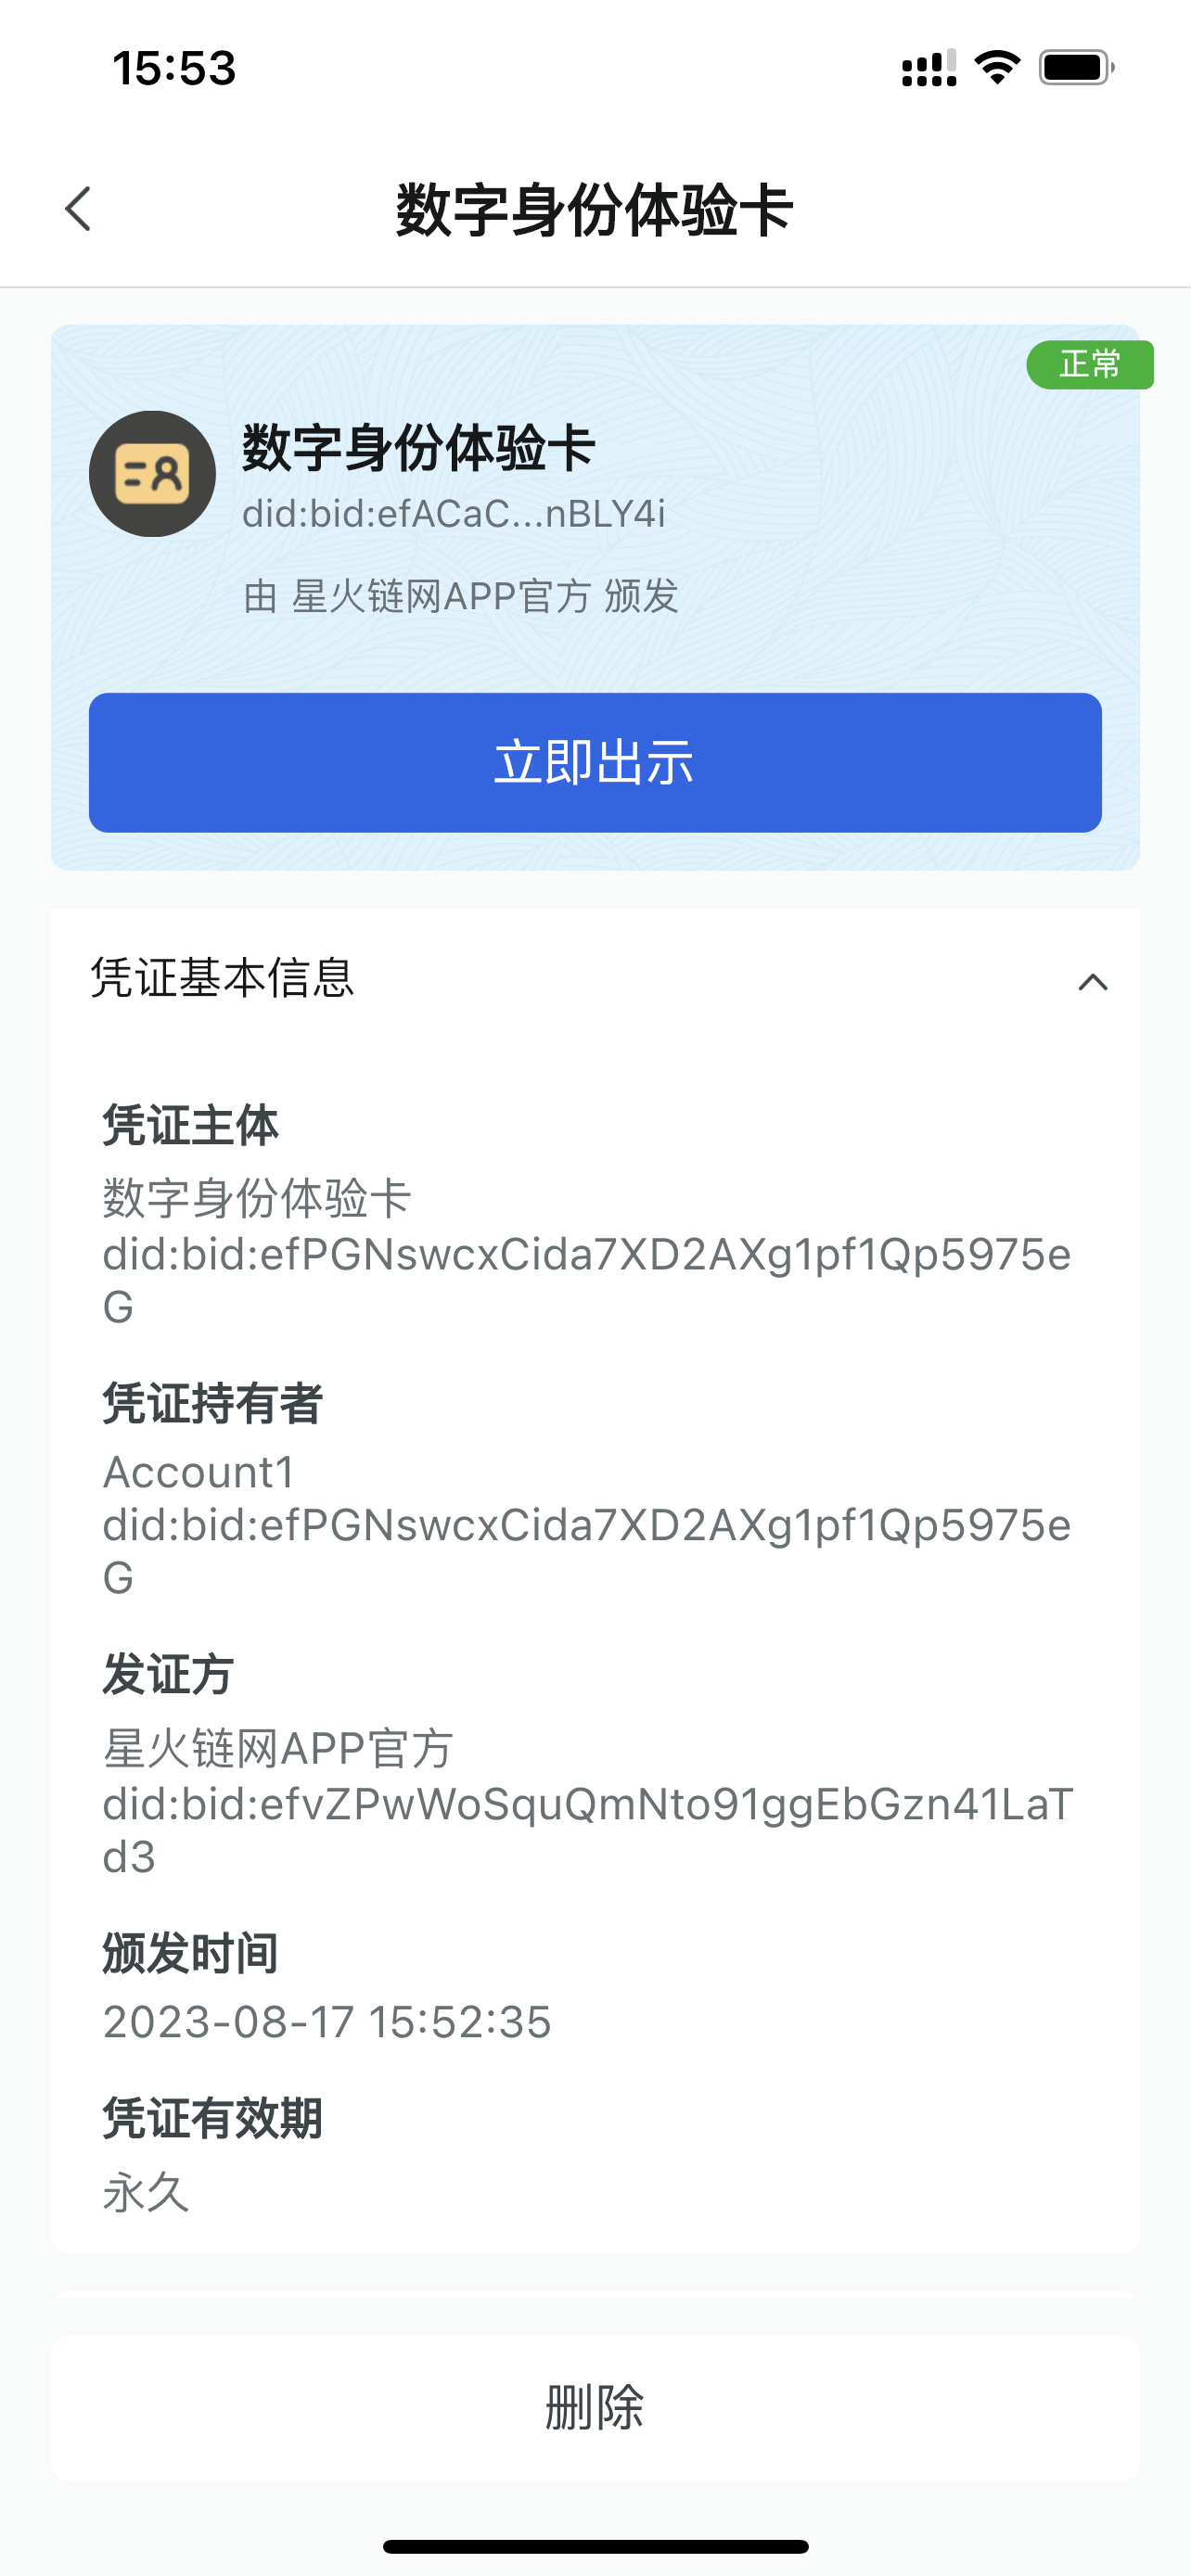 15:53
数字身份体验卡
正常
数字身份体验卡
did:bid:efACaC...nBLY4i
由 星火链网APP官方 颁发
立即出示
凭证基本信息
凭证主体
数字身份体验卡
did:bid:efPGNswcxCida7XD2AXg1pf1Qp5975e
G
凭证持有者
Account1
did:bid:efPGNswcxCida7XD2AXg1pf1Qp5975e
G
发证方
星火链网APP官方
did:bid:efvZPwWoSquQmNto91ggEbGzn41LaT
d3
颁发时间
2023-08-17 15:52:35
凭证有效期
永久
删除